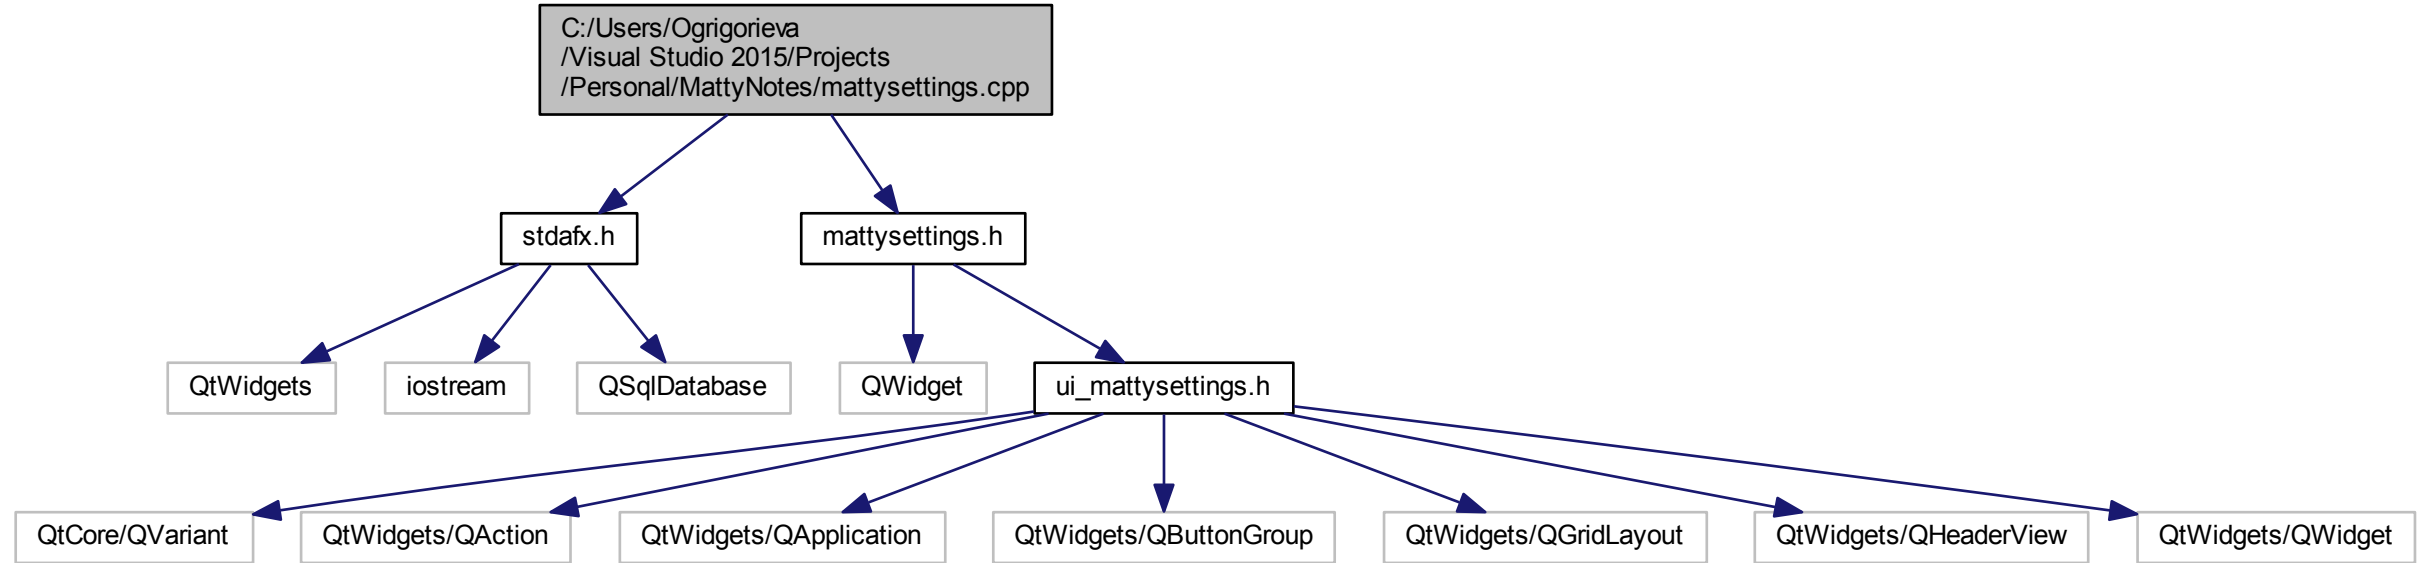 C:/Users/Ogrigorieva
/Visual Studio 2015/Projects
/Personal/MattyNotes/mattysettings.cpp
stdafx.h
mattysettings.h
QtWidgets
iostream
QSqlDatabase
QWidget
ui_mattysettings.h
QtCore/QVariant
QtWidgets/QAction
QtWidgets/QApplication
QtWidgets/QButtonGroup
QtWidgets/QGridLayout
QtWidgets/QHeaderView
QtWidgets/QWidget